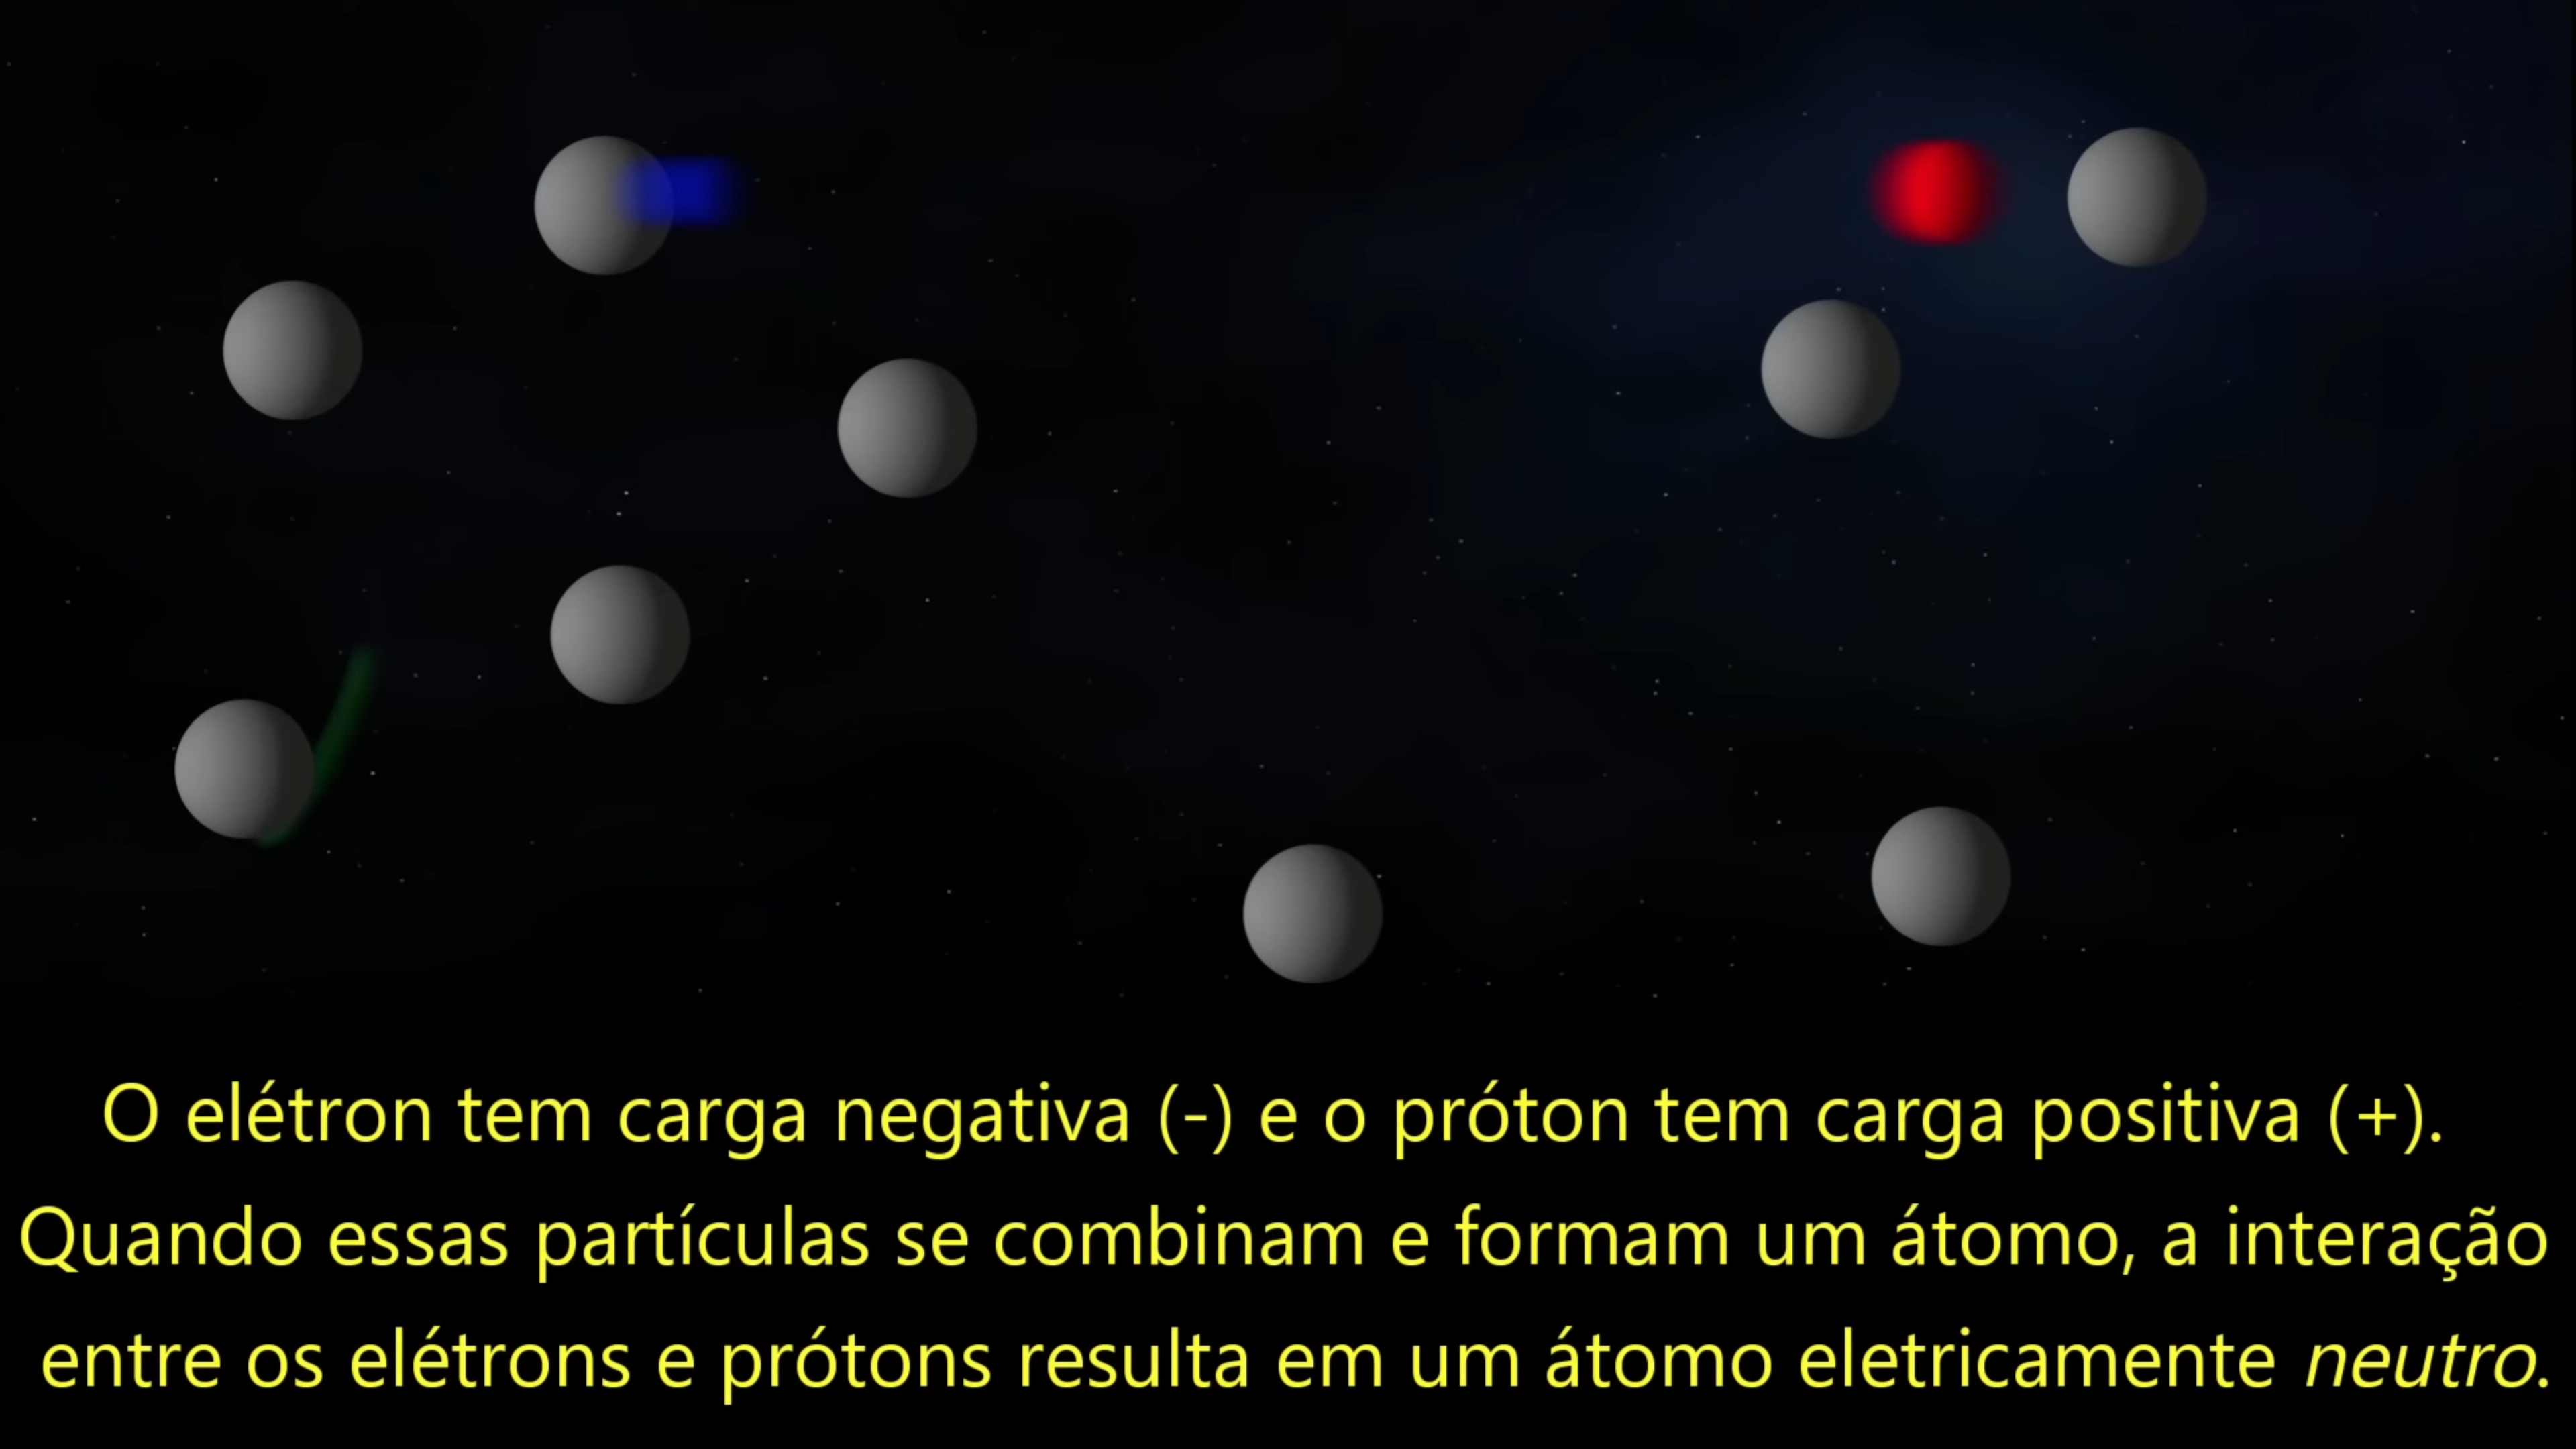 O elétron tem carga negativa (-) e o próton tem carga positiva (+).
Quando essas partículas se combinam e formam um átomo, a interação
entre os elétrons e prótons resulta em um átomo eletricamente neutro.